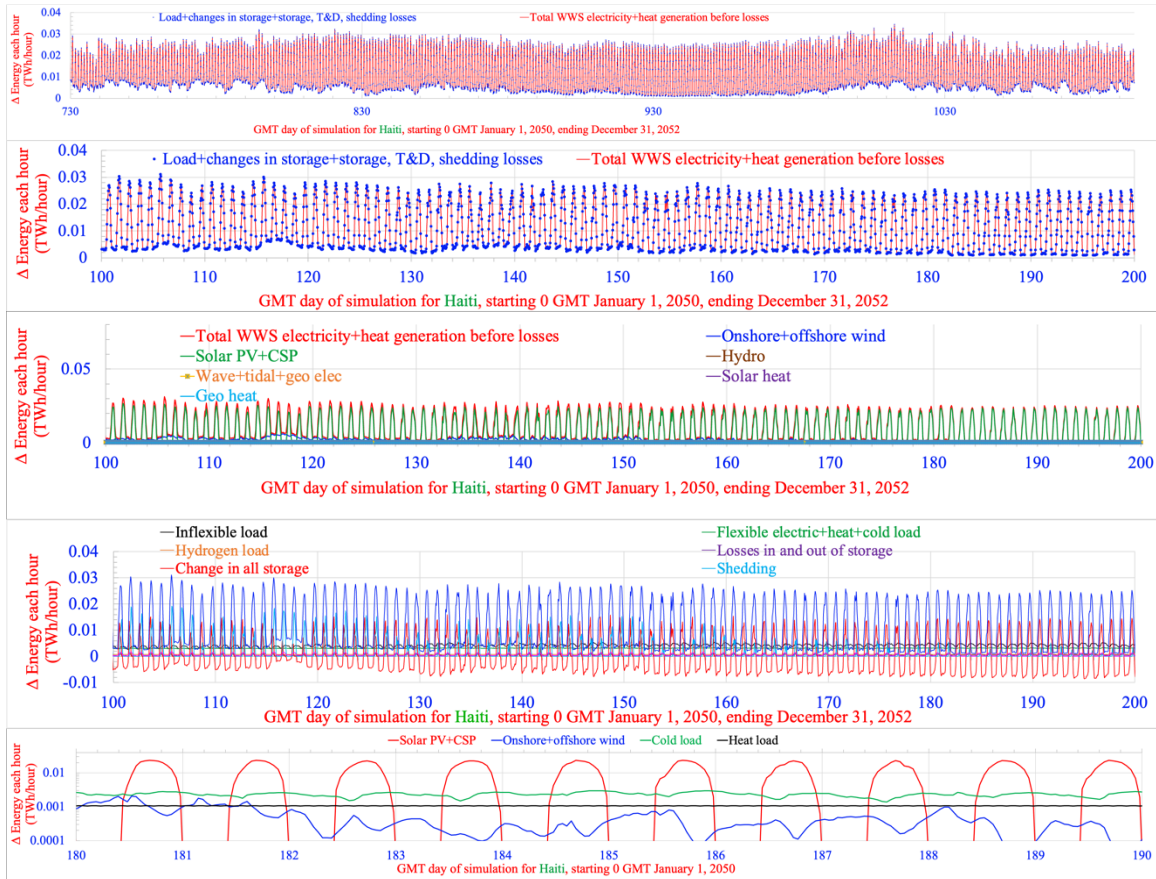 Load+changes in storage+storage, T&D, shedding losses
Total WWS electricity+heat generation before losses
Δ Energy each hour
(TWh/hour)
0.04
0.03
0.02
0.01
0
730
830
930
1030
GMT day of simulation for Haiti, starting 0 GMT January 1, 2050, ending December 31, 2052
Load+changes in storage+storage, T&D, shedding losses
Total WWS electricity+heat generation before losses
Δ Energy each hour
(TWh/hour)
0.04
0.03
0.02
0.01
0
100
110
120
130
140
150
160
170
180
190
200
GMT day of simulation for Haiti, starting 0 GMT January 1, 2050, ending December 31, 2052
Total WWS electricity+heat generation before losses
Onshore+offshore wind
Solar PV+CSP
Hydro
Wave+tidal+geo elec
Solar heat
Geo heat
Δ Energy each hour
(TWh/hour)
0.05
0
100
110
120
130
140
150
160
170
180
190
200
GMT day of simulation for Haiti, starting 0 GMT January 1, 2050, ending December 31, 2052
Inflexible load
Flexible electric+heat+cold load
Hydrogen load
Losses in and out of storage
Change in all storage
Shedding
Δ Energy each hour
(TWh/hour)
0.04
0.03
0.02
0.01
0
-0.01
100
110
120
130
140
150
160
170
180
190
200
GMT day of simulation for Haiti, starting 0 GMT January 1, 2050, ending December 31, 2052
Solar PV+CSP
Onshore+offshore wind
Cold load
Heat load
Δ Energy each hour
(TWh/hour)
0.01
0.001
0.0001
180
181
182
183
184
185
186
187
188
189
190
GMT day of simulation for Haiti, starting 0 GMT January 1, 2050